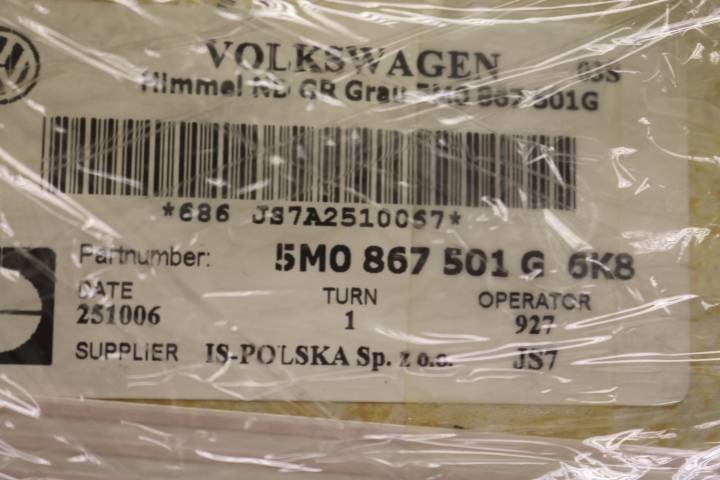 VOLKSWAGEN 03S
Himmel ND GR Grau 5M0 867 501G
*686 JS7A2510067*
Partnumber: 5M0 867 501 G 6K8
DATE TURN OPERATOR
251006 1 927
SUPPLIER IS-POLSKA Sp. z o.o. JS7